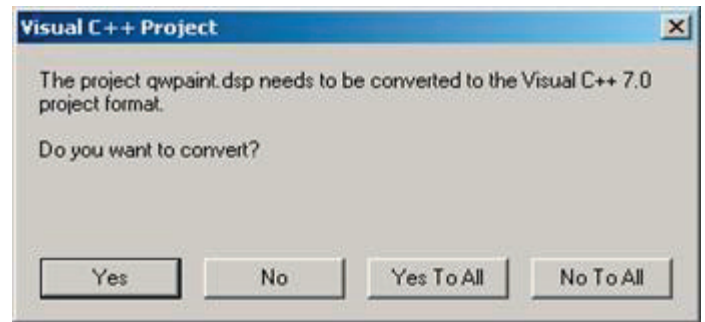 Visual C++ Project
The project qwpaint.dsp needs to be converted to the Visual C++ 7.0
project format.
Do you want to convert?
Yes No Yes To All No To All